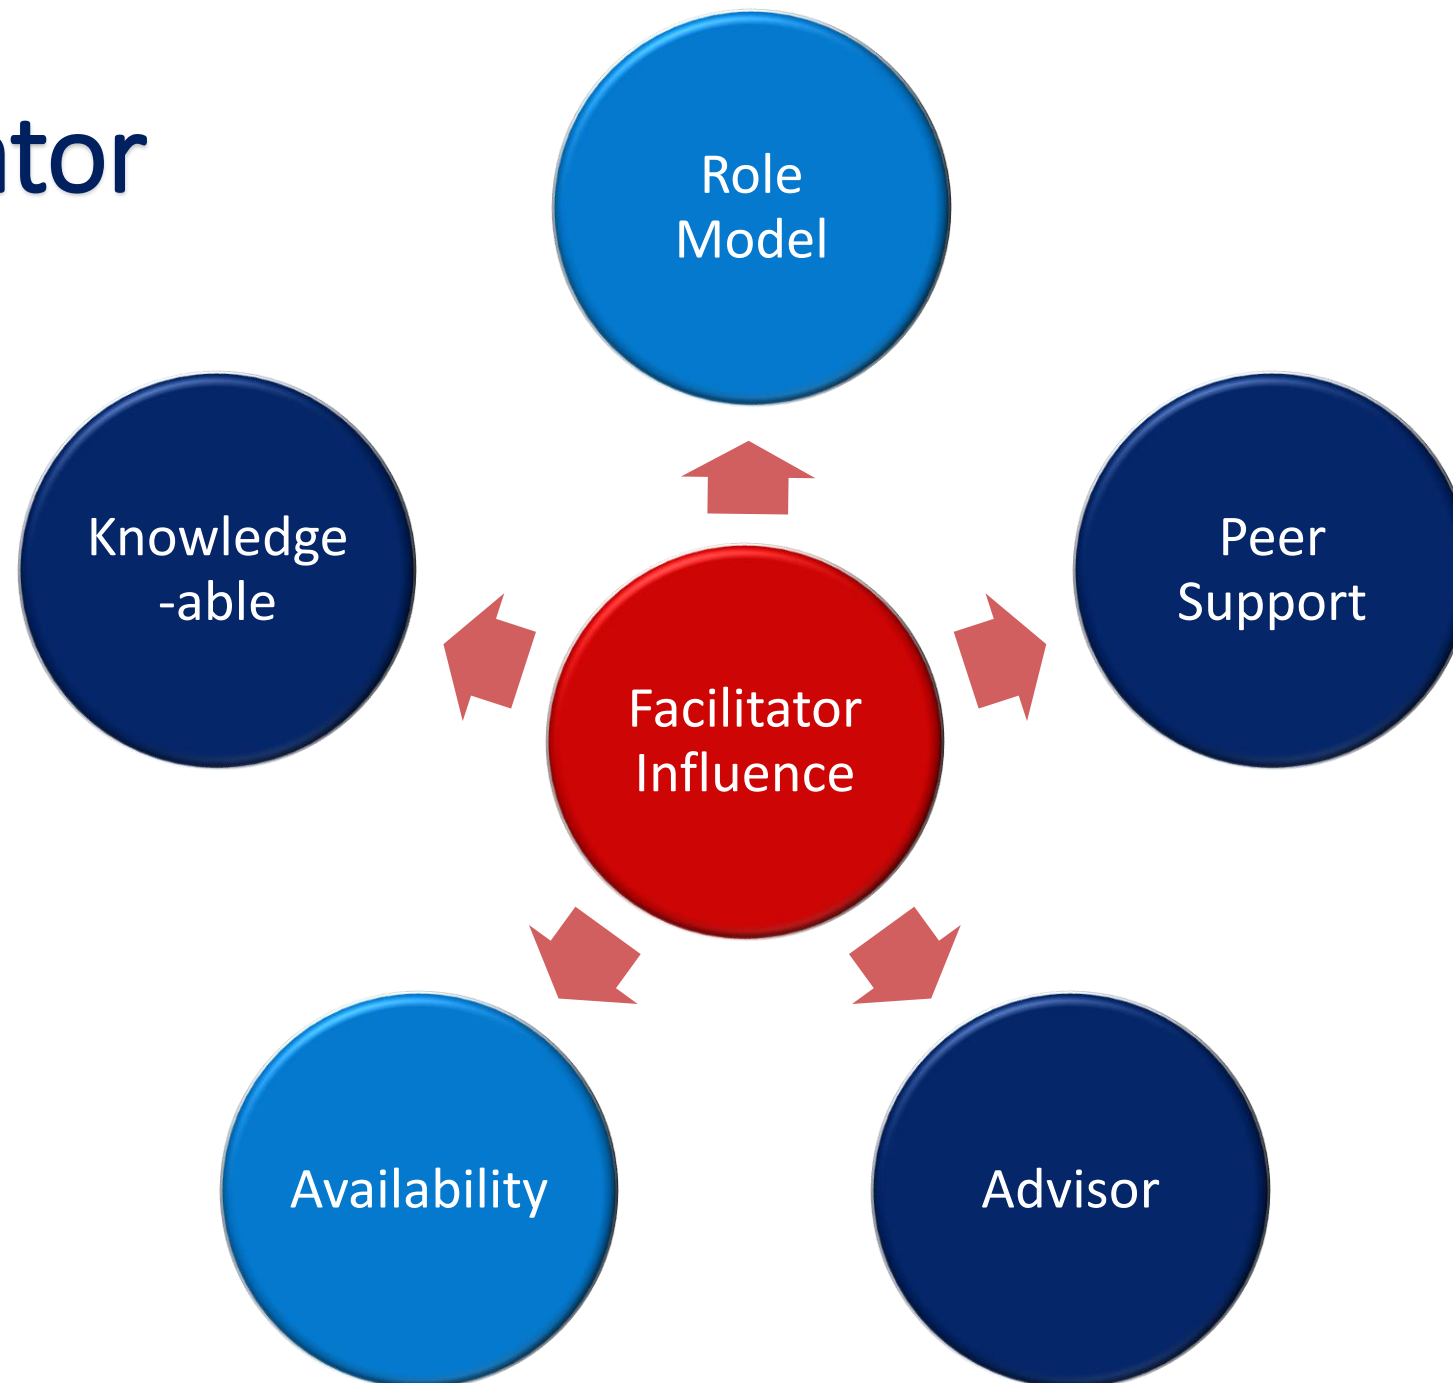 ator
Role
Model
Knowledge
-able
Peer
Support
Facilitator
Influence
Availability
Advisor